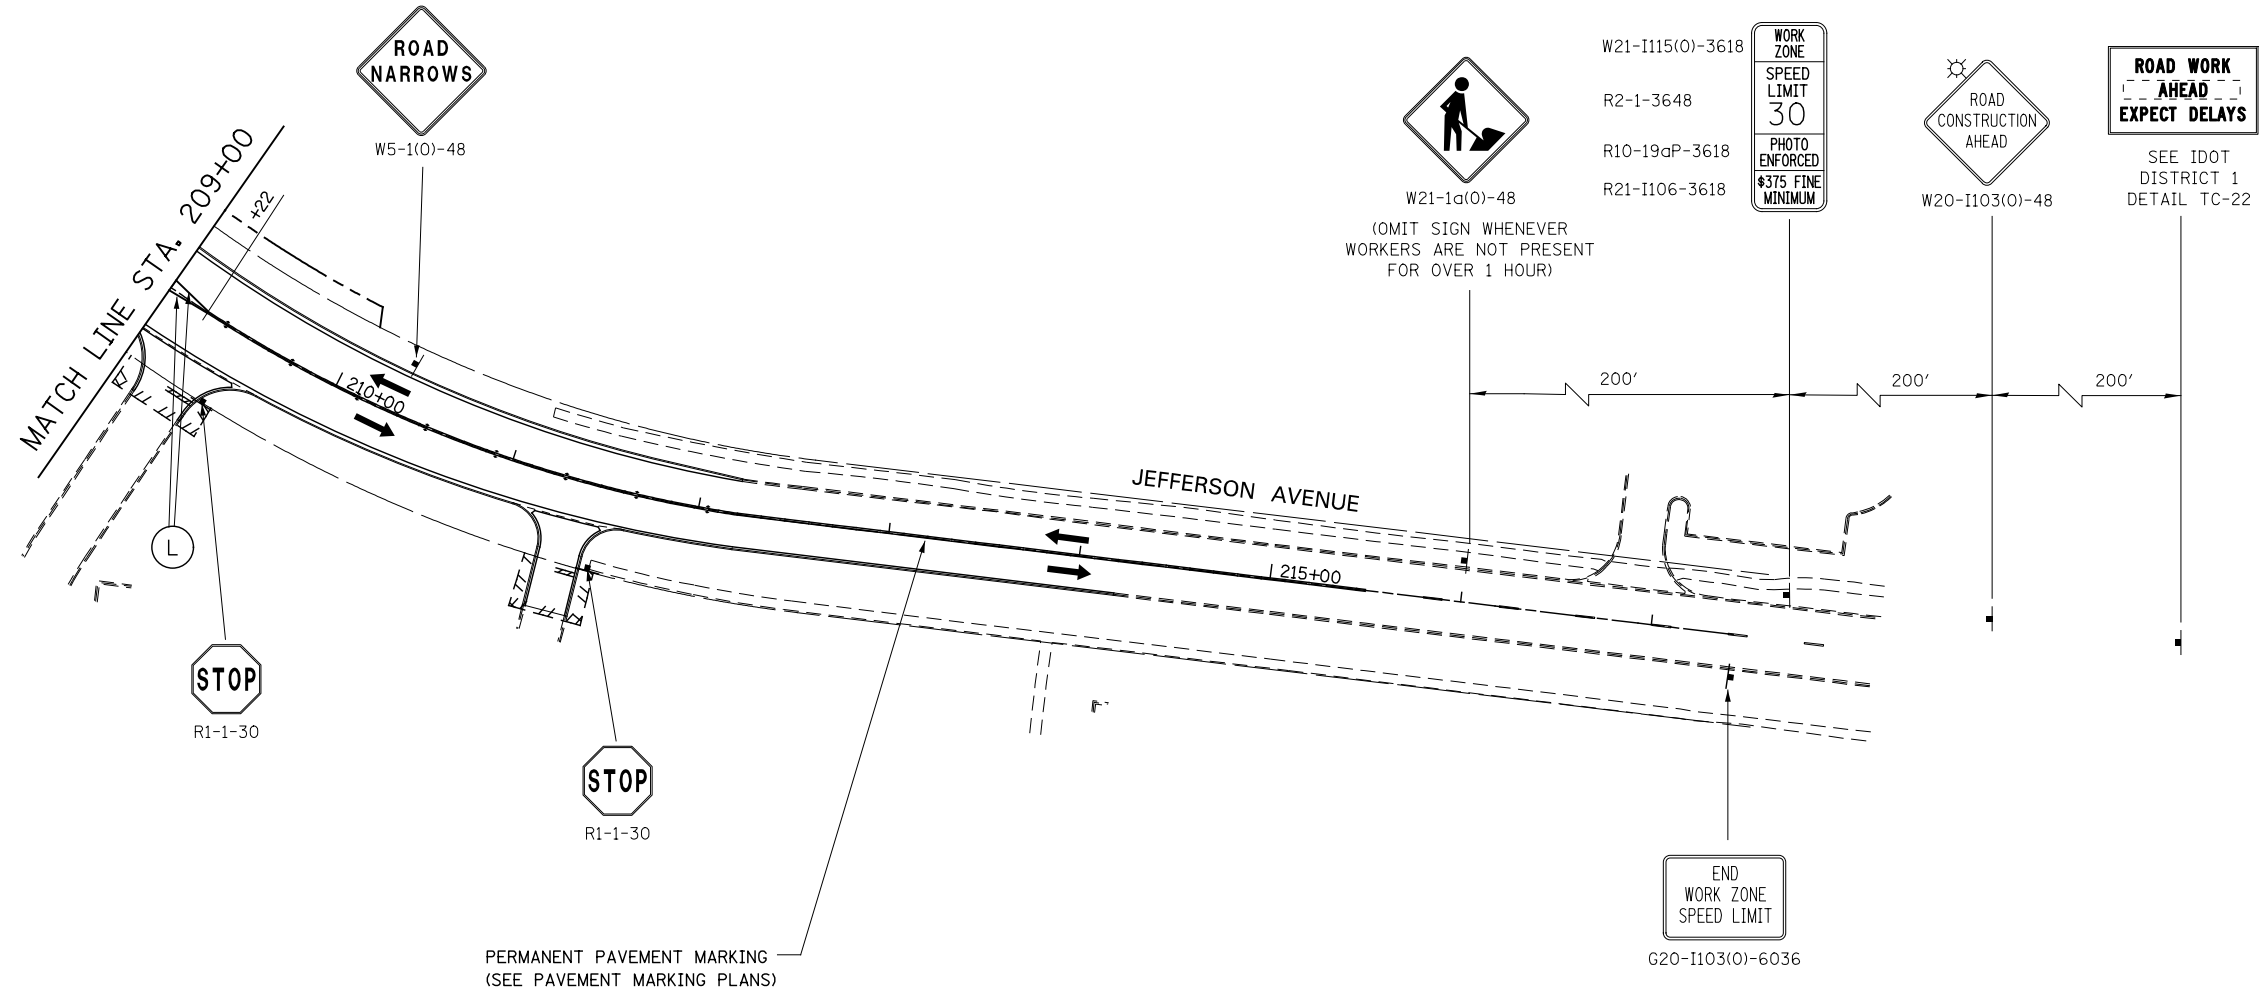 ROAD
NARROWS
W5-1(O)-48
MATCH LINE STA. 209+00
+22
210+00
L
STOP
R1-1-30
STOP
R1-1-30
PERMANENT PAVEMENT MARKING
(SEE PAVEMENT MARKING PLANS)
JEFFERSON AVENUE
215+00
W21-1a(O)-48
(OMIT SIGN WHENEVER
WORKERS ARE NOT PRESENT
FOR OVER 1 HOUR)
W21-I115(O)-3618
R2-1-3648
R10-19aP-3618
R21-I106-3618
WORK
ZONE
SPEED
LIMIT
30
PHOTO
ENFORCED
$375 FINE
MINIMUM
ROAD
CONSTRUCTION
AHEAD
W20-I103(O)-48
ROAD WORK
AHEAD
EXPECT DELAYS
SEE IDOT
DISTRICT 1
DETAIL TC-22
200'
200'
200'
END
WORK ZONE
SPEED LIMIT
G20-I103(O)-6036